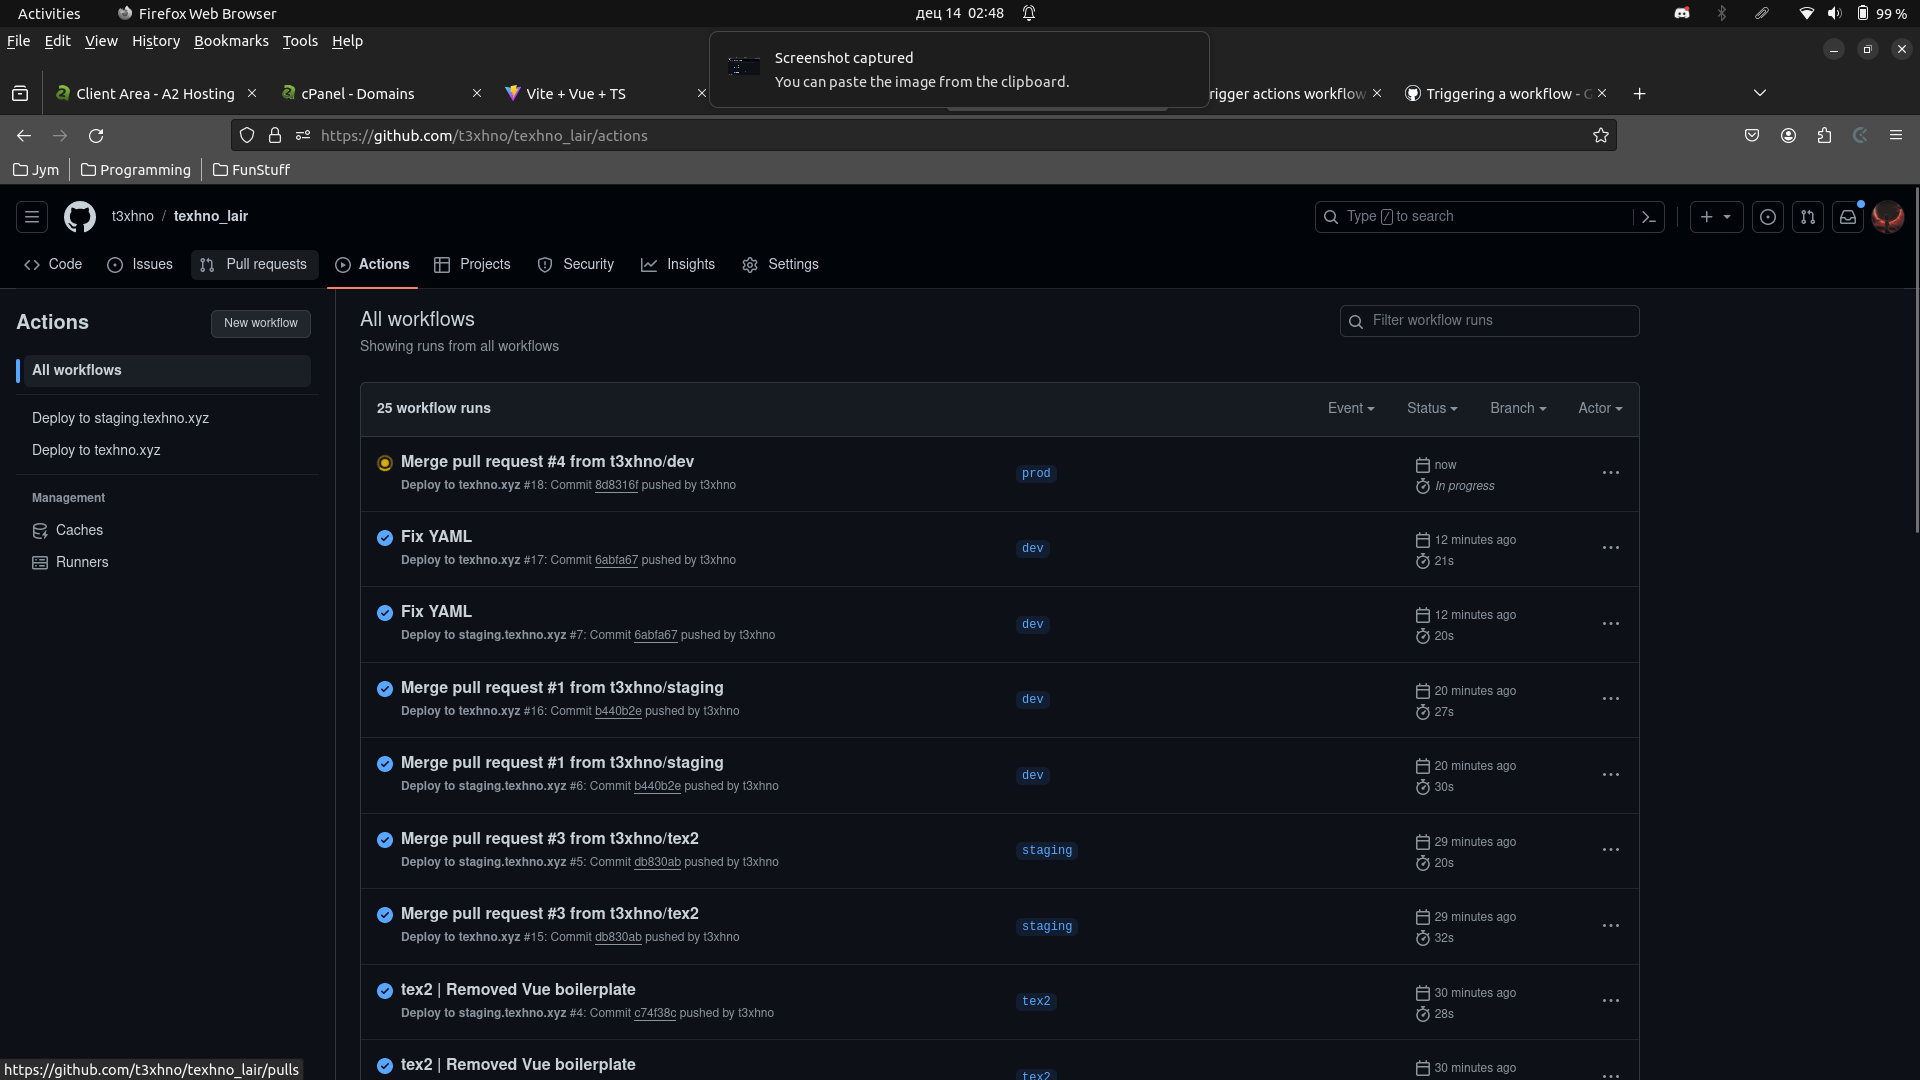 Activities
Firefox Web Browser
дец 14 02:48
99 %
File Edit View History Bookmarks Tools Help
Screenshot captured
You can paste the image from the clipboard.
Client Area - A2 Hosting
cPanel - Domains
Vite + Vue + TS
rigger actions workflow
Triggering a workflow -
https://github.com/t3xhno/texhno_lair/actions
Jym
Programming
FunStuff
t3xhno / texhno_lair
Type / to search
Code
Issues
Pull requests
Actions
Projects
Security
Insights
Settings
Actions
New workflow
All workflows
Deploy to staging.texhno.xyz
Deploy to texhno.xyz
Management
Caches
Runners
All workflows
Showing runs from all workflows
Filter workflow runs
25 workflow runs
Event
Status
Branch
Actor
Merge pull request #4 from t3xhno/dev
Deploy to texhno.xyz #18: Commit 8d8316f pushed by t3xhno
prod
now
In progress
Fix YAML
Deploy to texhno.xyz #17: Commit 6abfa67 pushed by t3xhno
dev
12 minutes ago
21s
Fix YAML
Deploy to staging.texhno.xyz #7: Commit 6abfa67 pushed by t3xhno
dev
12 minutes ago
20s
Merge pull request #1 from t3xhno/staging
Deploy to texhno.xyz #16: Commit b440b2e pushed by t3xhno
dev
20 minutes ago
27s
Merge pull request #1 from t3xhno/staging
Deploy to staging.texhno.xyz #6: Commit b440b2e pushed by t3xhno
dev
20 minutes ago
30s
Merge pull request #3 from t3xhno/tex2
Deploy to staging.texhno.xyz #5: Commit db830ab pushed by t3xhno
staging
29 minutes ago
20s
Merge pull request #3 from t3xhno/tex2
Deploy to texhno.xyz #15: Commit db830ab pushed by t3xhno
staging
29 minutes ago
32s
tex2 | Removed Vue boilerplate
Deploy to staging.texhno.xyz #4: Commit c74f38c pushed by t3xhno
tex2
30 minutes ago
28s
tex2 | Removed Vue boilerplate
tex2
30 minutes ago
https://github.com/t3xhno/texhno_lair/pulls